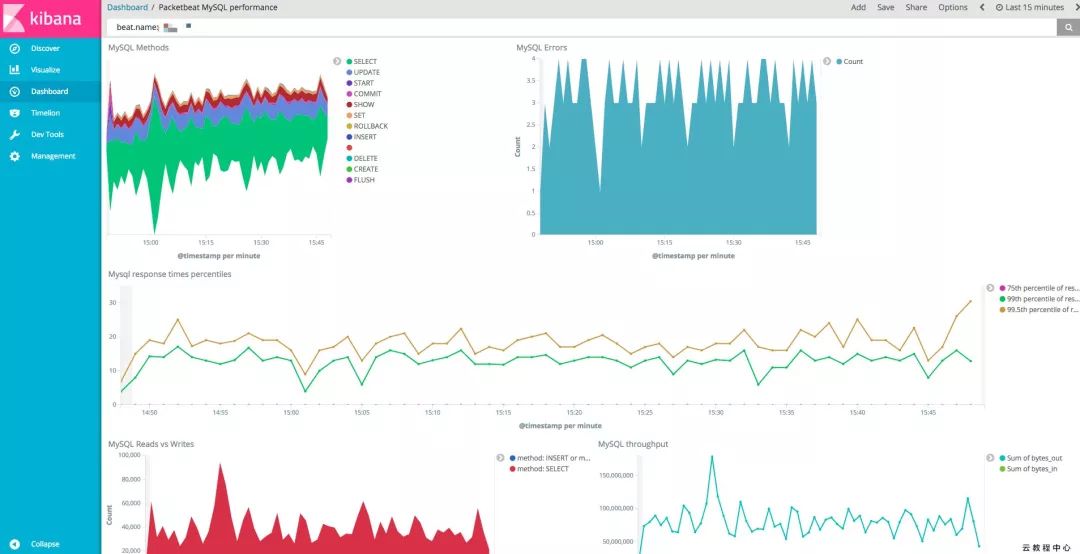 kibana
Discover
Visualize
Dashboard
Timelion
Dev Tools
Management
Collapse
Dashboard / Packetbeat MySQL performance
Add Save Share Options Last 15 minutes
beat.name:
MySQL Methods
SELECT
UPDATE
START
COMMIT
SHOW
SET
ROLLBACK
INSERT
DELETE
CREATE
FLUSH
15:00 15:15 15:30 15:45
@timestamp per minute
MySQL Errors
Count
4
3.5
3
2.5
2
1.5
1
0.5
0
Count
15:00 15:15 15:30 15:45
@timestamp per minute
Mysql response times percentiles
75th percentile of res...
99th percentile of res...
99.5th percentile of r...
30
20
10
0
14:50 14:55 15:00 15:05 15:10 15:15 15:20 15:25 15:30 15:35 15:40 15:45
@timestamp per minute
MySQL Reads vs Writes
method: INSERT or m...
method: SELECT
100,000
80,000
60,000
40,000
20,000
Count
MySQL throughput
Sum of bytes_out
Sum of bytes_in
150,000,000
100,000,000
50,000,000
云教程中心